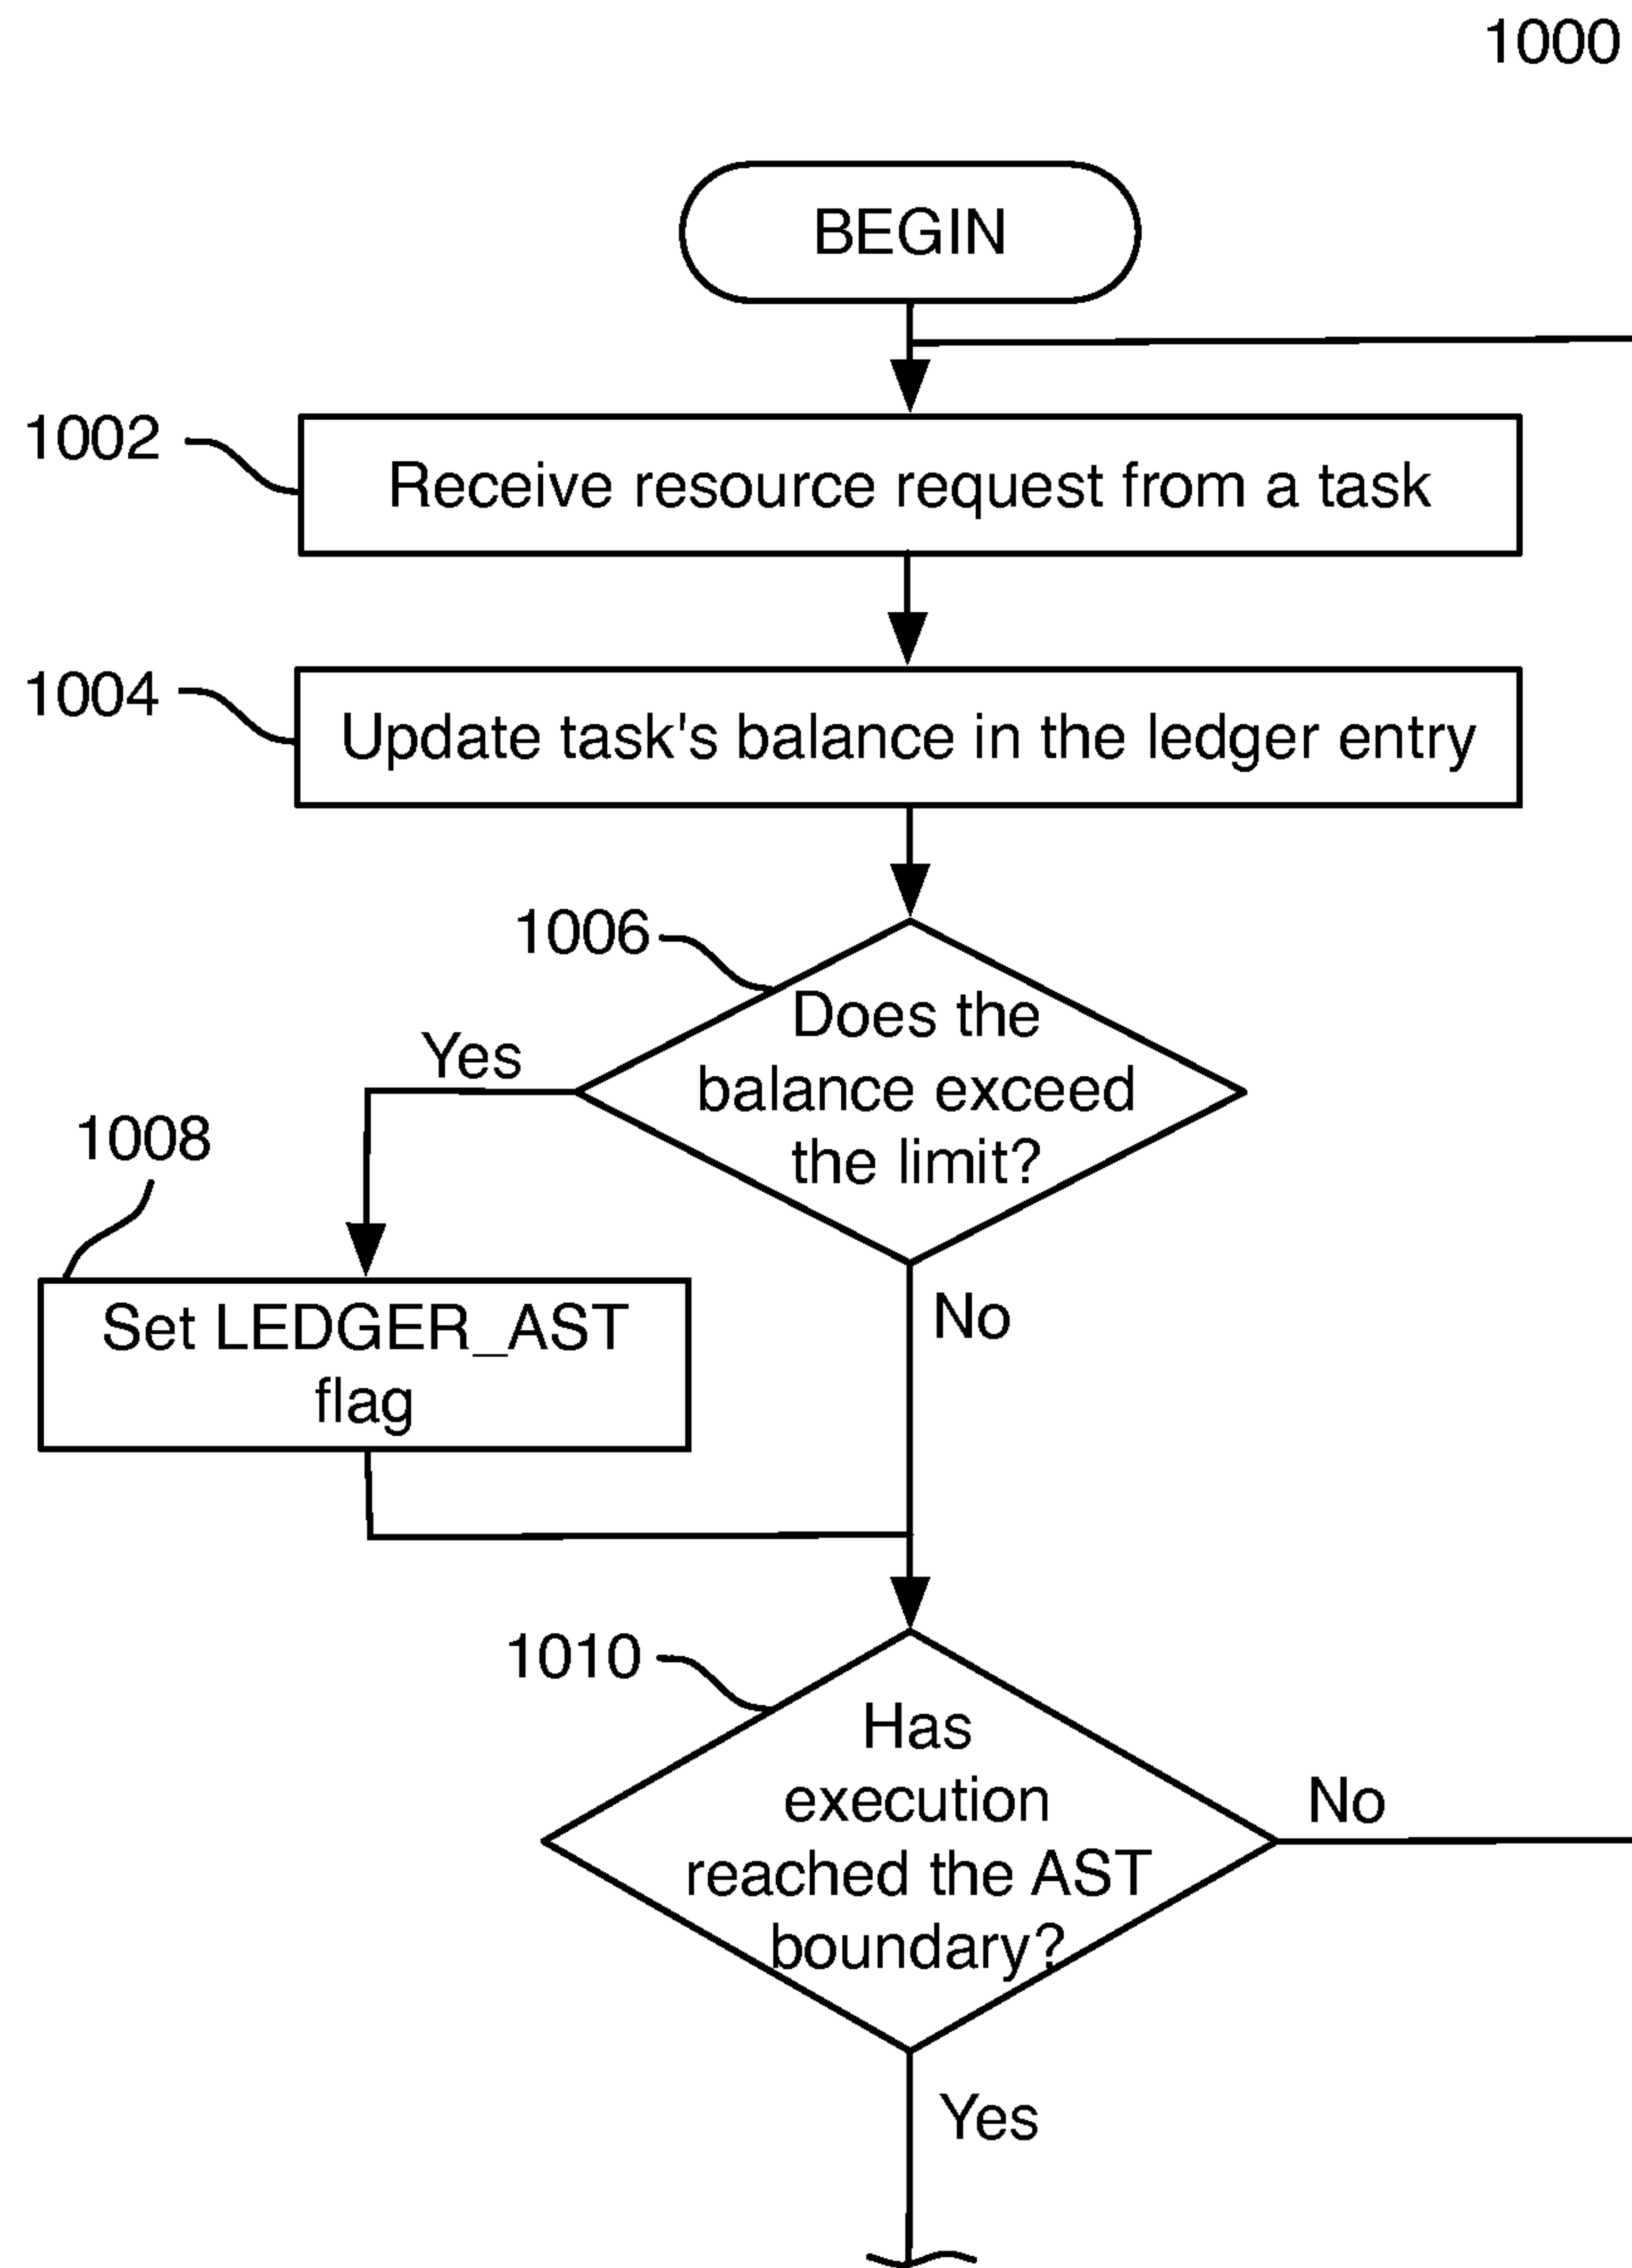 1000
BEGIN
1002
Receive resource request from a task
1004
Update task's balance in the ledger entry
1006
Does the
balance exceed
the limit?
Yes
1008
Set LEDGER_AST
flag
No
1010
Has
execution
reached the AST
boundary?
No
Yes